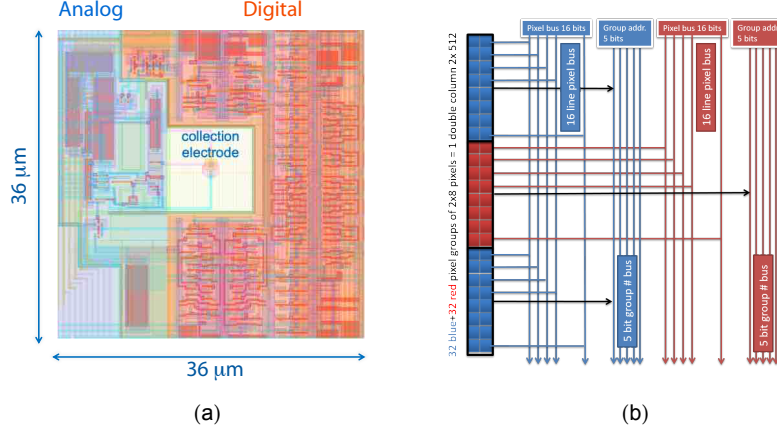 Analog
Digital
collection
electrode
36 µm
36 µm
(a)
Pixel bus 16 bits
Group addr.
5 bits
Pixel bus 16 bits
Group addr.
5 bits
32 blue+32 red pixel groups of 2x8 pixels = 1 double column 2x 512
16 line pixel bus
16 line pixel bus
5 bit group # bus
5 bit group # bus
(b)